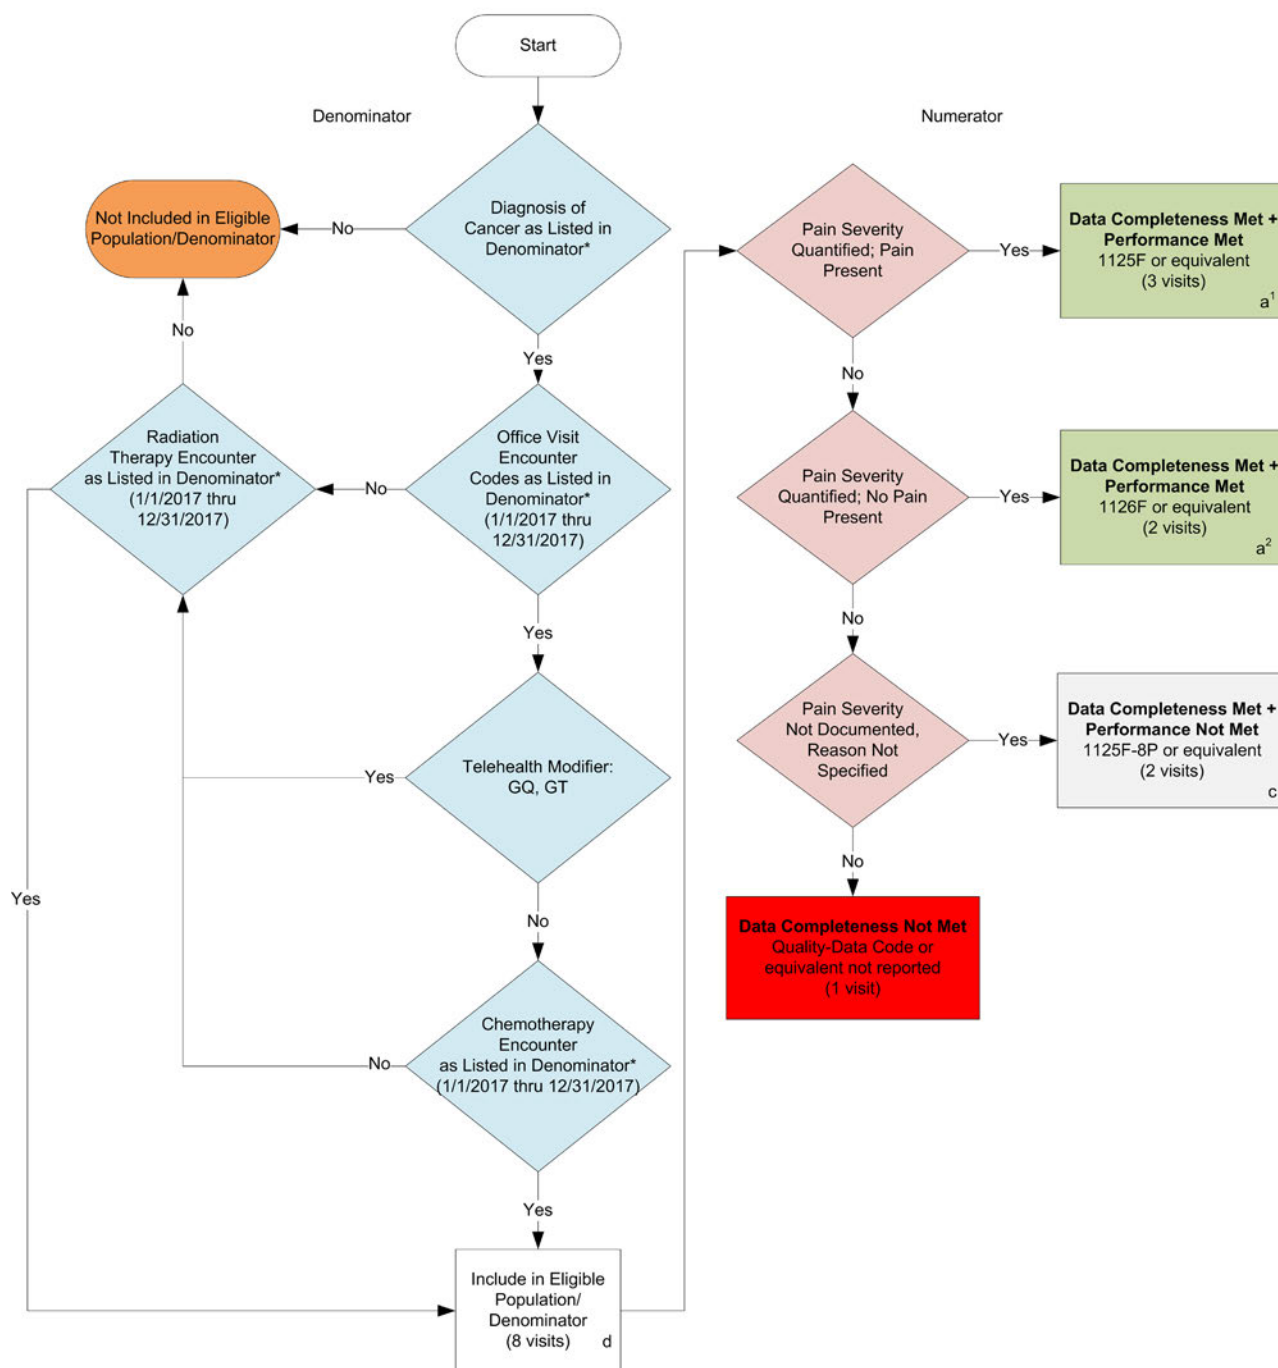 Start
Denominator
Numerator
Diagnosis of
Cancer as Listed in
Denominator*
No
Not Included in Eligible
Population/Denominator
Yes
No
Office Visit
Encounter
Codes as Listed in
Denominator*
(1/1/2017 thru
12/31/2017)
No
Radiation
Therapy Encounter
as Listed in Denominator*
(1/1/2017 thru
12/31/2017)
Yes
Yes
Telehealth Modifier:
GQ, GT
Yes
No
Chemotherapy
Encounter
as Listed in Denominator*
(1/1/2017 thru 12/31/2017)
No
Yes
Include in Eligible
Population/
Denominator
(8 visits)
d
Pain Severity
Quantified; Pain
Present
Yes
Data Completeness Met +
Performance Met
1125F or equivalent
(3 visits)
a¹
No
Pain Severity
Quantified; No Pain
Present
Yes
Data Completeness Met +
Performance Met
1126F or equivalent
(2 visits)
a²
No
Pain Severity
Not Documented,
Reason Not
Specified
Yes
Data Completeness Met +
Performance Not Met
1125F-8P or equivalent
(2 visits)
c
No
Data Completeness Not Met
Quality-Data Code or
equivalent not reported
(1 visit)